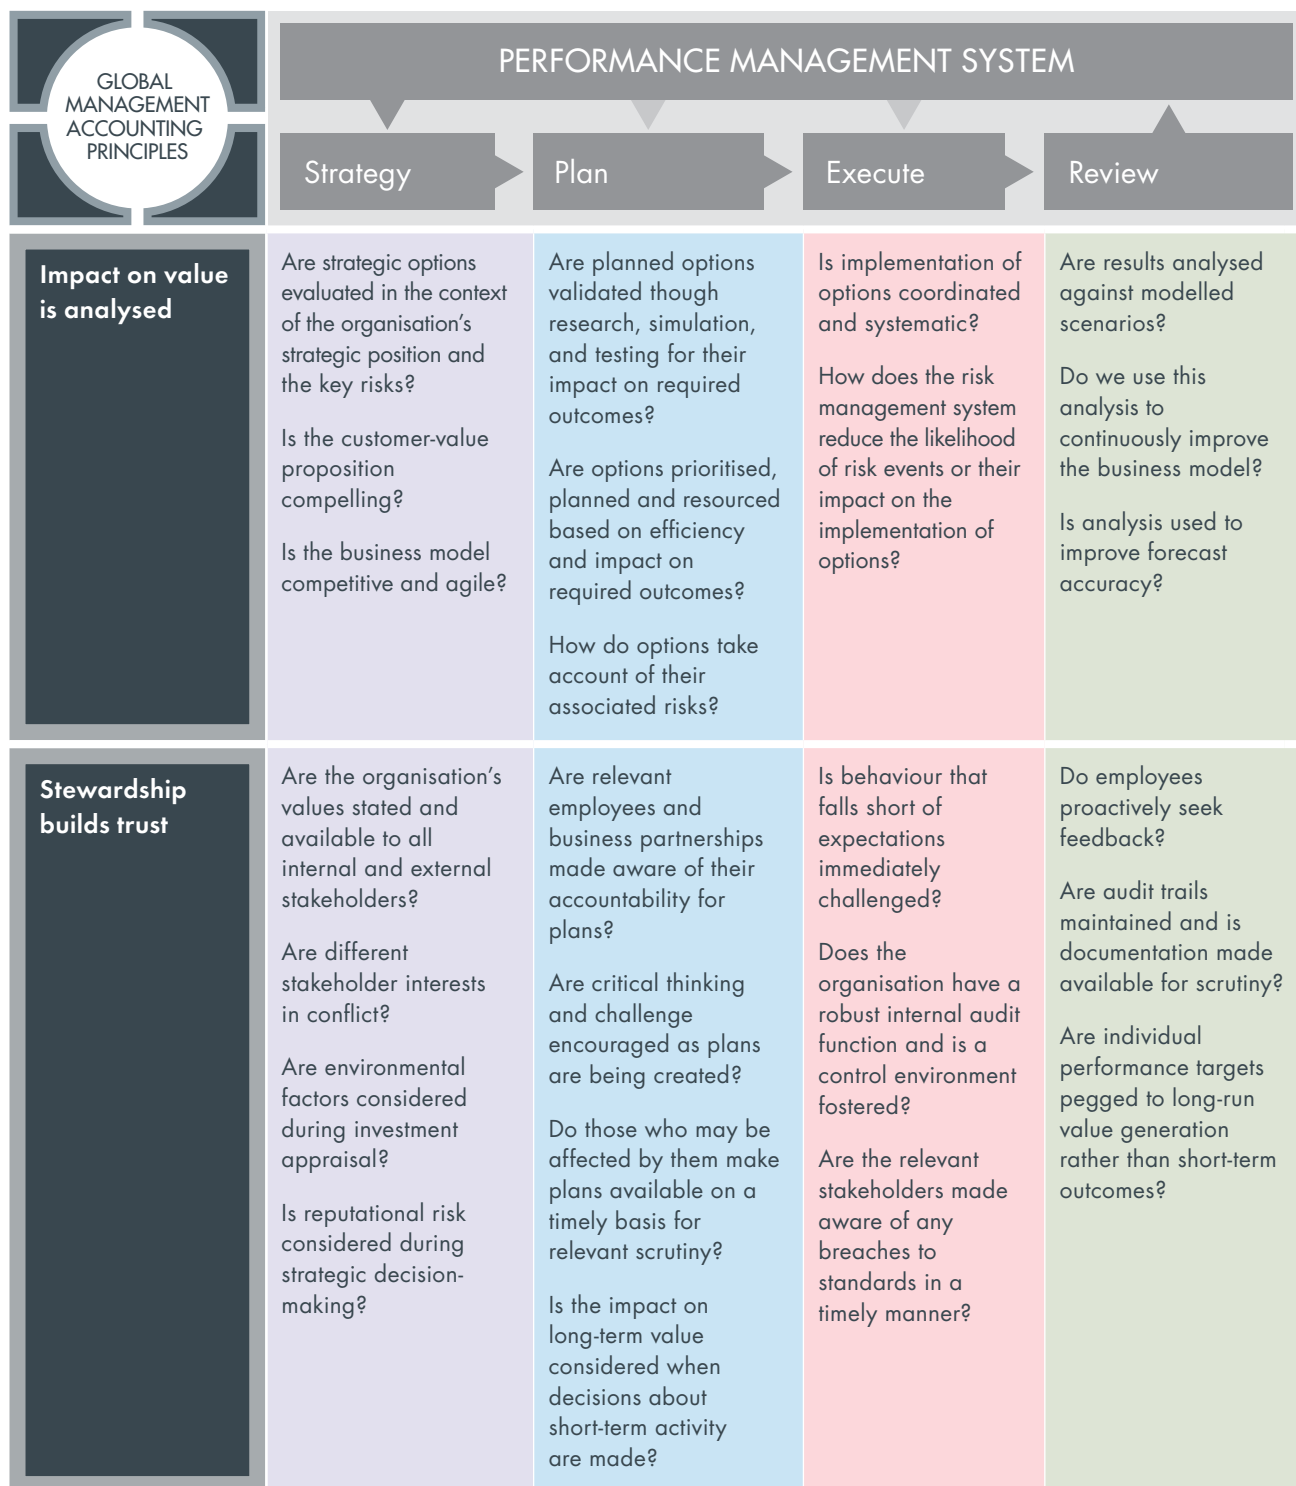 GLOBAL
MANAGEMENT
ACCOUNTING
PRINCIPLES
PERFORMANCE MANAGEMENT SYSTEM
Strategy
Plan
Execute
Review
Impact on value
is analysed
Are strategic options
evaluated in the context
of the organisation's
strategic position and
the key risks?
Is the customer-value
proposition
compelling?
Is the business model
competitive and agile?
Are planned options
validated though
research, simulation,
and testing for their
impact on required
outcomes?
Are options prioritised,
planned and resourced
based on efficiency
and impact on
required outcomes?
How do options take
account of their
associated risks?
Is implementation of
options coordinated
and systematic?
How does the risk
management system
reduce the likelihood
of risk events or their
impact on the
implementation of
options?
Are results analysed
against modelled
scenarios?
Do we use this
analysis to
continuously improve
the business model?
Is analysis used to
improve forecast
accuracy?
Stewardship
builds trust
Are the organisation's
values stated and
available to all
internal and external
stakeholders?
Are different
stakeholder interests
in conflict?
Are environmental
factors considered
during investment
appraisal?
Is reputational risk
considered during
strategic decision-
making?
Are relevant
employees and
business partnerships
made aware of their
accountability for
plans?
Are critical thinking
and challenge
encouraged as plans
are being created?
Do those who may be
affected by them make
plans available on a
timely basis for
relevant scrutiny?
Is the impact on
long-term value
considered when
decisions about
short-term activity
are made?
Is behaviour that
falls short of
expectations
immediately
challenged?
Does the
organisation have a
robust internal audit
function and is a
control environment
fostered?
Are the relevant
stakeholders made
aware of any
breaches to
standards in a
timely manner?
Do employees
proactively seek
feedback?
Are audit trails
maintained and is
documentation made
available for scrutiny?
Are individual
performance targets
pegged to long-run
value generation
rather than short-term
outcomes?